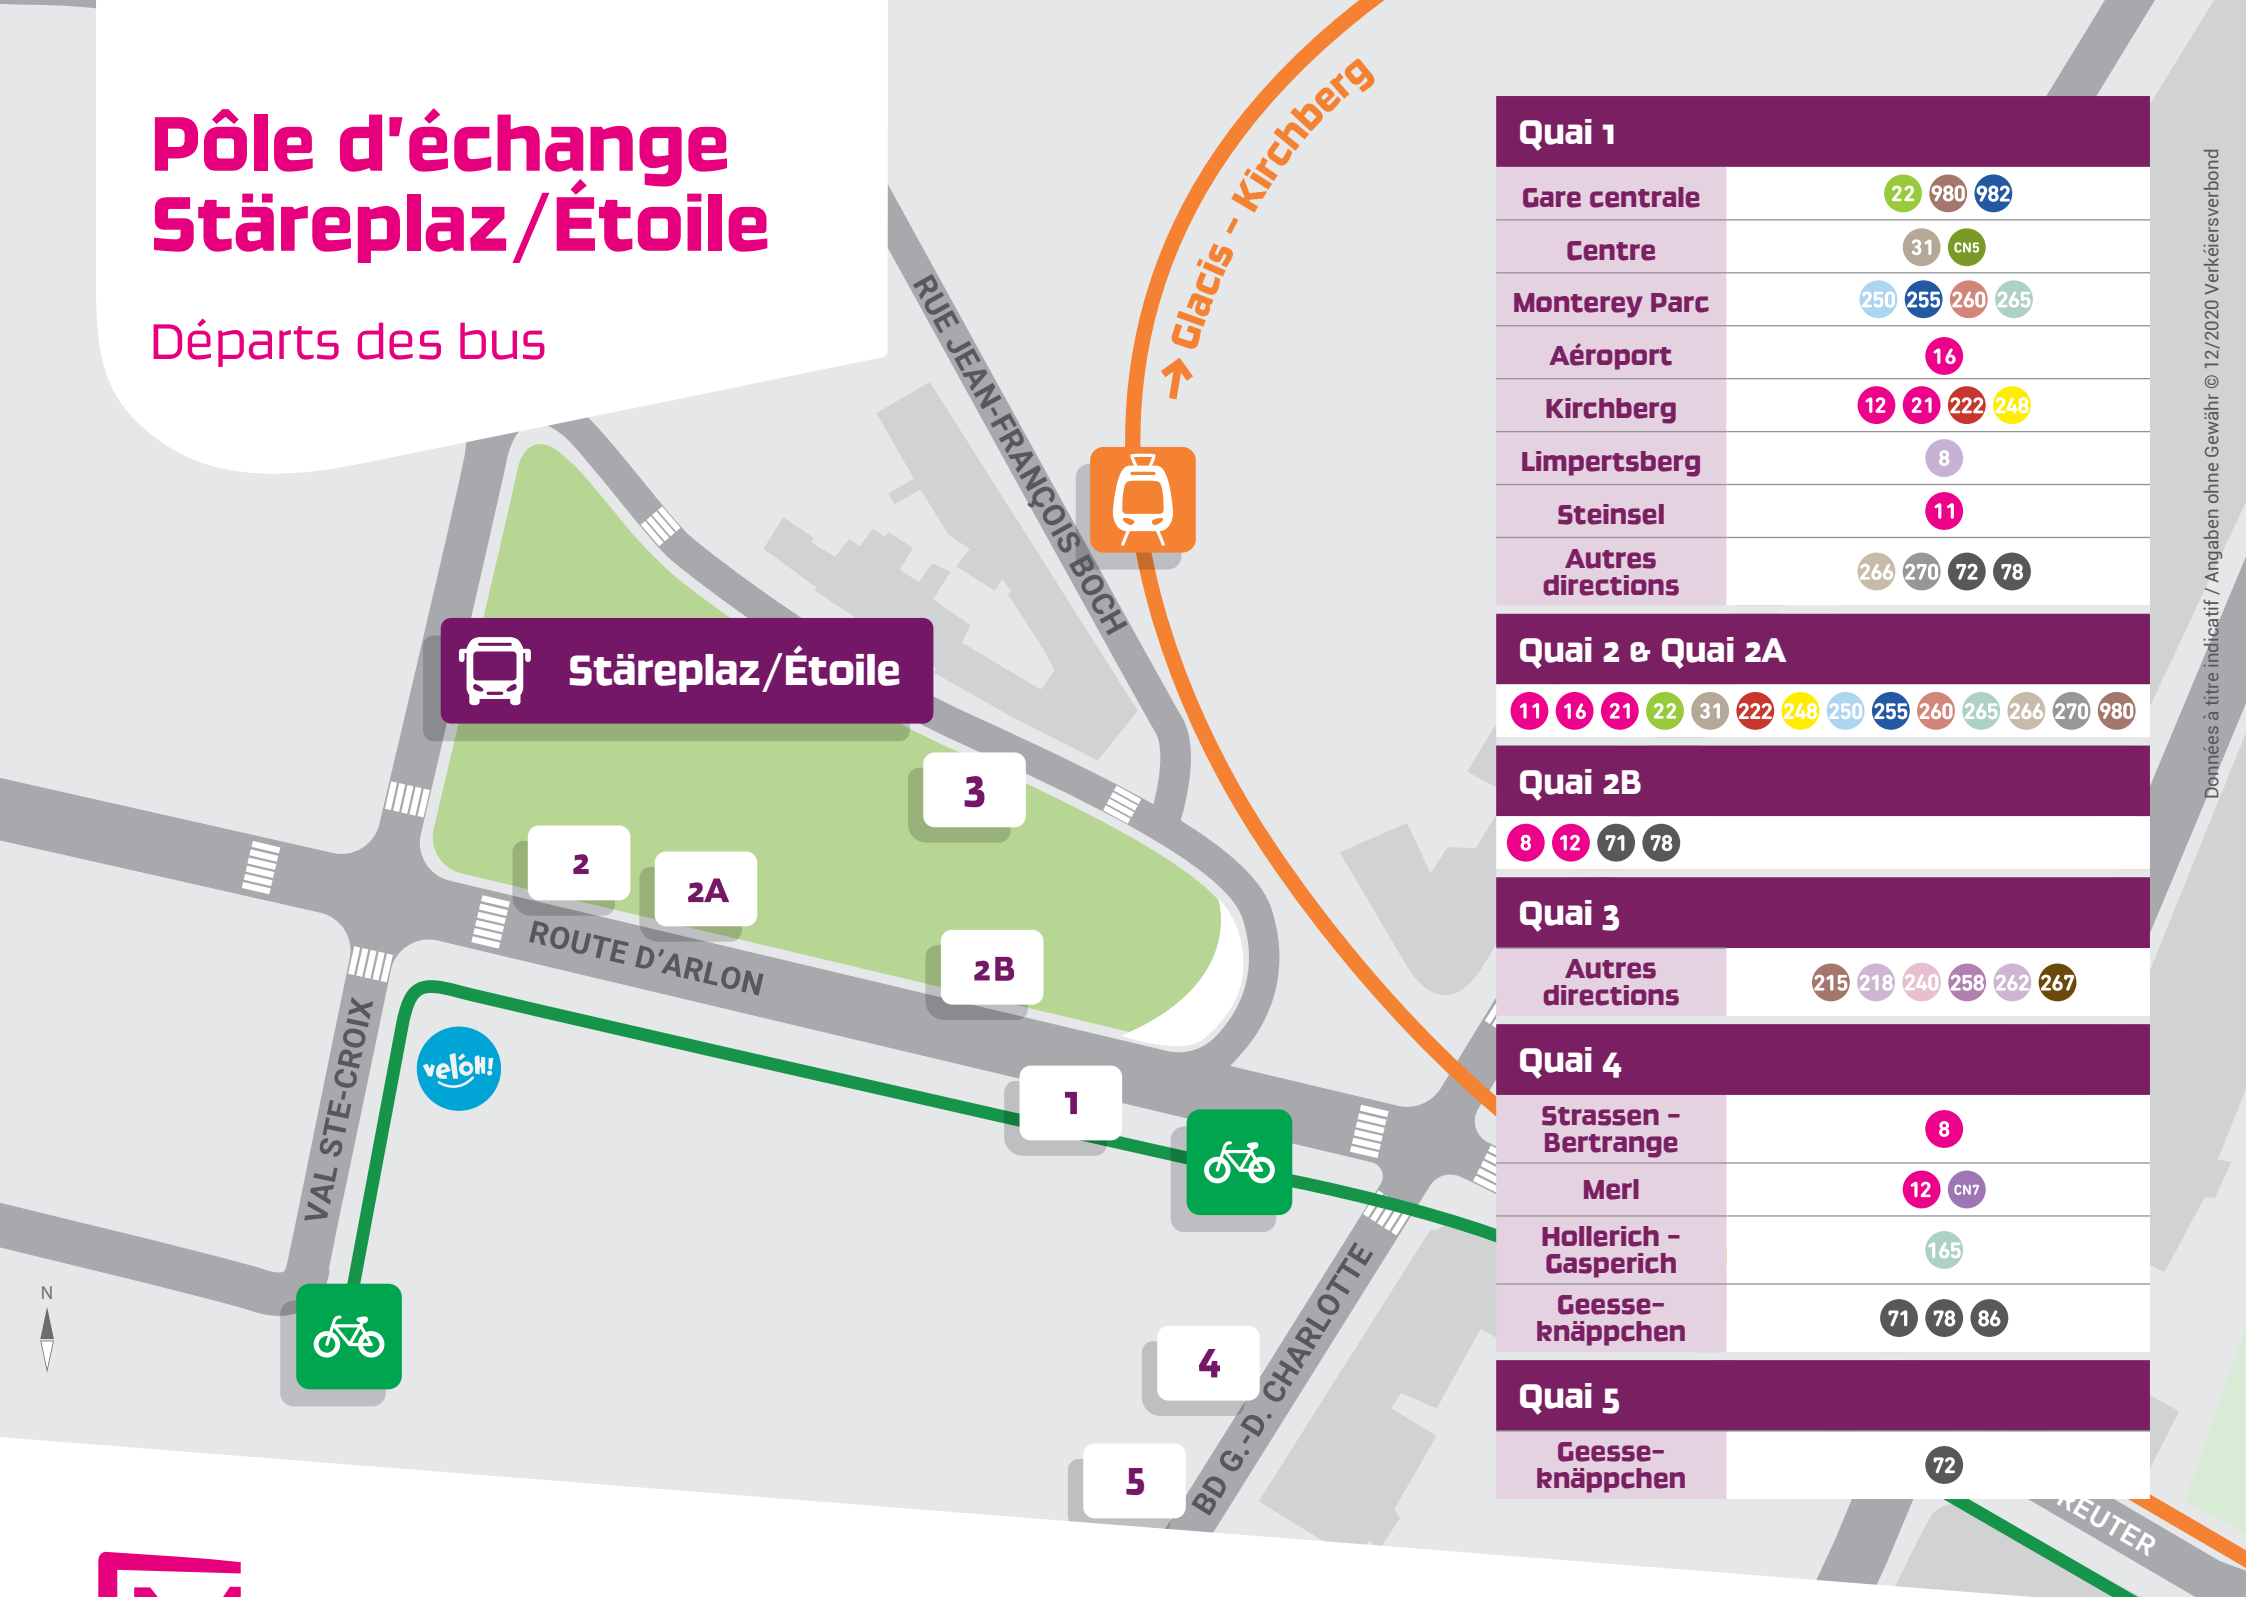 Pôle d'échange
Stäreplaz/Étoile
Départs des bus
Glacis - Kirchberg
RUE JEAN-FRANÇOIS BOCH
Stäreplaz/Étoile
3
2
2A
2B
ROUTE D'ARLON
VAL STE-CROIX
vel'OH!
1
4
5
BD G.-D. CHARLOTTE
N
Quai 1
Gare centrale 22 980 982
Centre 31 CN5
Monterey Parc 250 255 260 265
Aéroport 16
Kirchberg 12 21 222 248
Limpertsberg 8
Steinsel 11
Autres
directions 266 270 72 78
Quai 2 & Quai 2A
11 16 21 22 31 222 248 250 255 260 265 266 270 980
Quai 2B
8 12 71 78
Quai 3
Autres
directions 215 218 240 258 262 267
Quai 4
Strassen -
Bertrange 8
Merl 12 CN7
Hollerich -
Gasperich 165
Geesse-
knäppchen 71 78 86
Quai 5
Geesse-
knäppchen 72
REUTER
Données à titre indicatif / Angaben ohne Gewähr © 12/2020 Verkéiersverbond